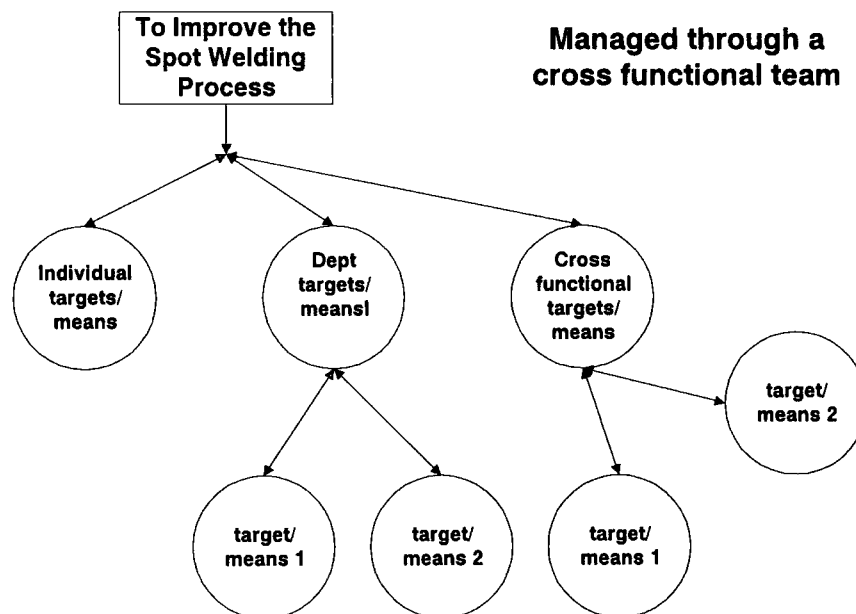 To Improve the
Spot Welding
Process
Managed through a
cross functional team
Individual
targets/
means
Dept
targets/
meansI
Cross
functional
targets/
means
target/
means 2
target/
means 1
target/
means 2
target/
means 1